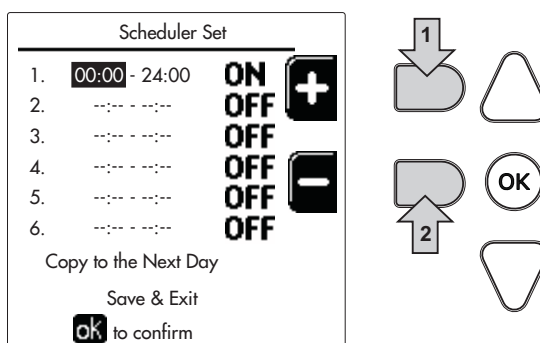 Scheduler Set
1. 00:00 - 24:00 ON +
2. --:-- - --:-- OFF
3. --:-- - --:-- OFF
4. --:-- - --:-- OFF -
5. --:-- - --:-- OFF
6. --:-- - --:-- OFF
Copy to the Next Day
Save & Exit
ok to confirm
1
OK
2